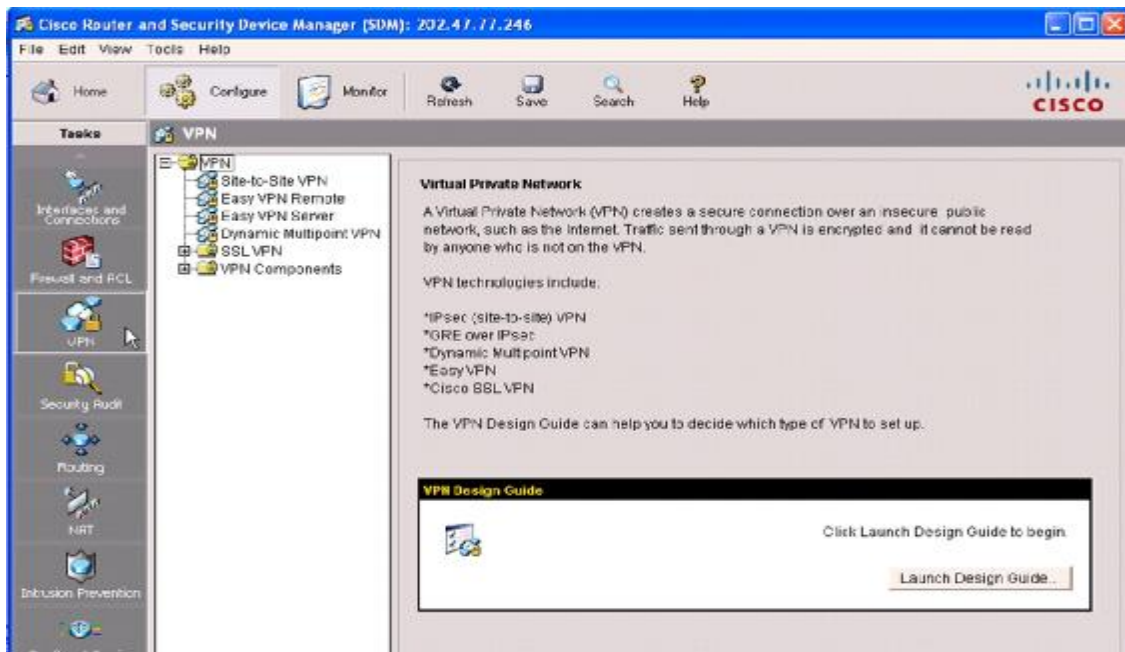 Cisco Router and Security Device Manager (SDM): 202.47.77.246
File Edit View Tools Help
Home
Configure
Monitor
Refresh
Save
Search
Help
CISCO
Tasks
VPN
Interfaces and Connections
Firewall and ACL
VPN
Security Audit
Routing
NAT
Intrusion Prevention
VPN
Site-to-Site VPN
Easy VPN Remote
Easy VPN Server
Dynamic Multipoint VPN
SSL VPN
VPN Components
Virtual Private Network
A Virtual Private Network (VPN) creates a secure connection over an insecure public
network, such as the Internet. Traffic sent through a VPN is encrypted and it cannot be read
by anyone who is not on the VPN.
VPN technologies include:
*IPsec (site-to-site) VPN
*GRE over IPsec
*Dynamic Multipoint VPN
*Easy VPN
*Cisco SSL VPN
The VPN Design Guide can help you to decide which type of VPN to set up.
VPN Design Guide
Click Launch Design Guide to begin.
Launch Design Guide...